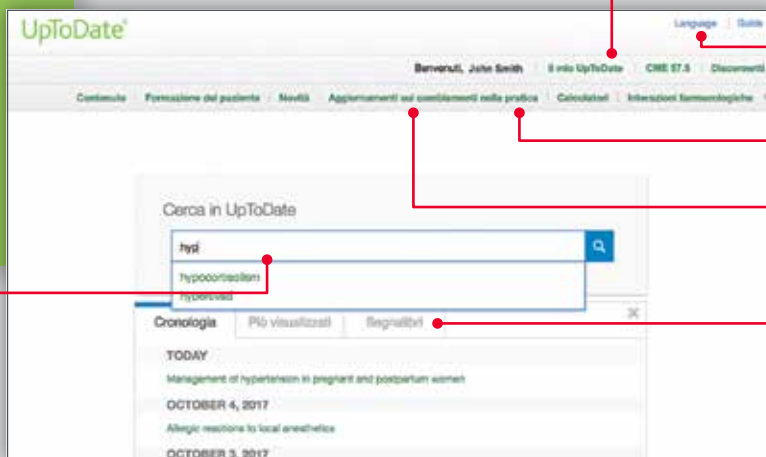 UpToDate®
Language | Guide
Benvenuti, John Smith Il mio UpToDate CME 57.5 Disconnetti
Contenuto Formazione del paziente Novità Aggiornamenti sui cambiamenti nella pratica Calcolatori Interazioni farmacologiche
Cerca in UpToDate
hyp
hypocortisolism
Cronologia Più visualizzati Segnalibri
TODAY
Management of hypertension in pregnant and postpartum women
OCTOBER 4, 2017
Allergic reactions to local anesthetics
OCTOBER 3, 2017